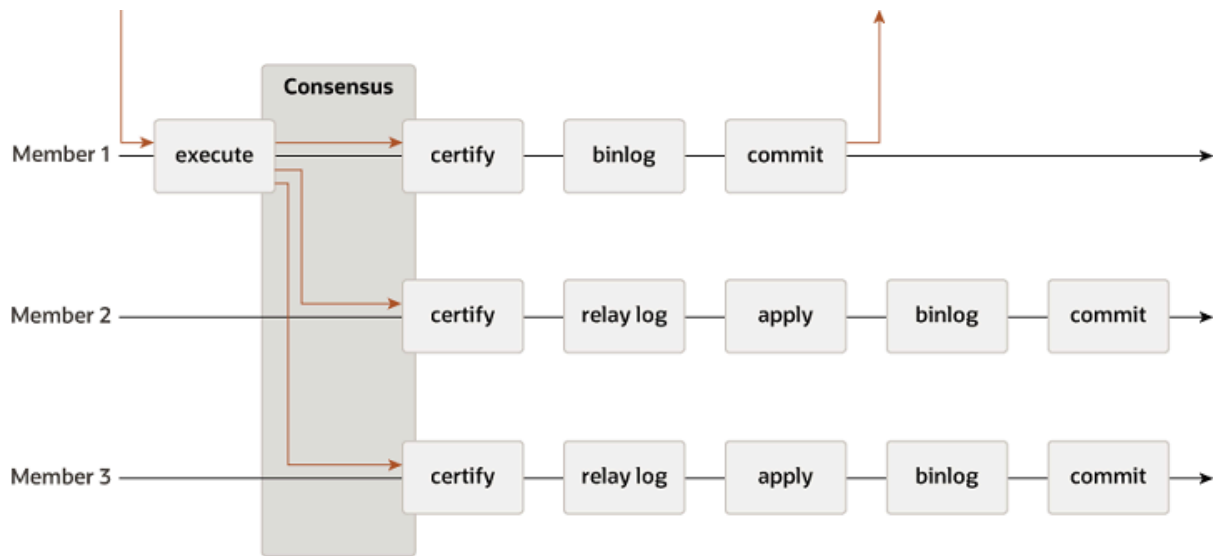 Consensus
Member 1
execute
certify
binlog
commit
Member 2
certify
relay log
apply
binlog
commit
Member 3
certify
relay log
apply
binlog
commit